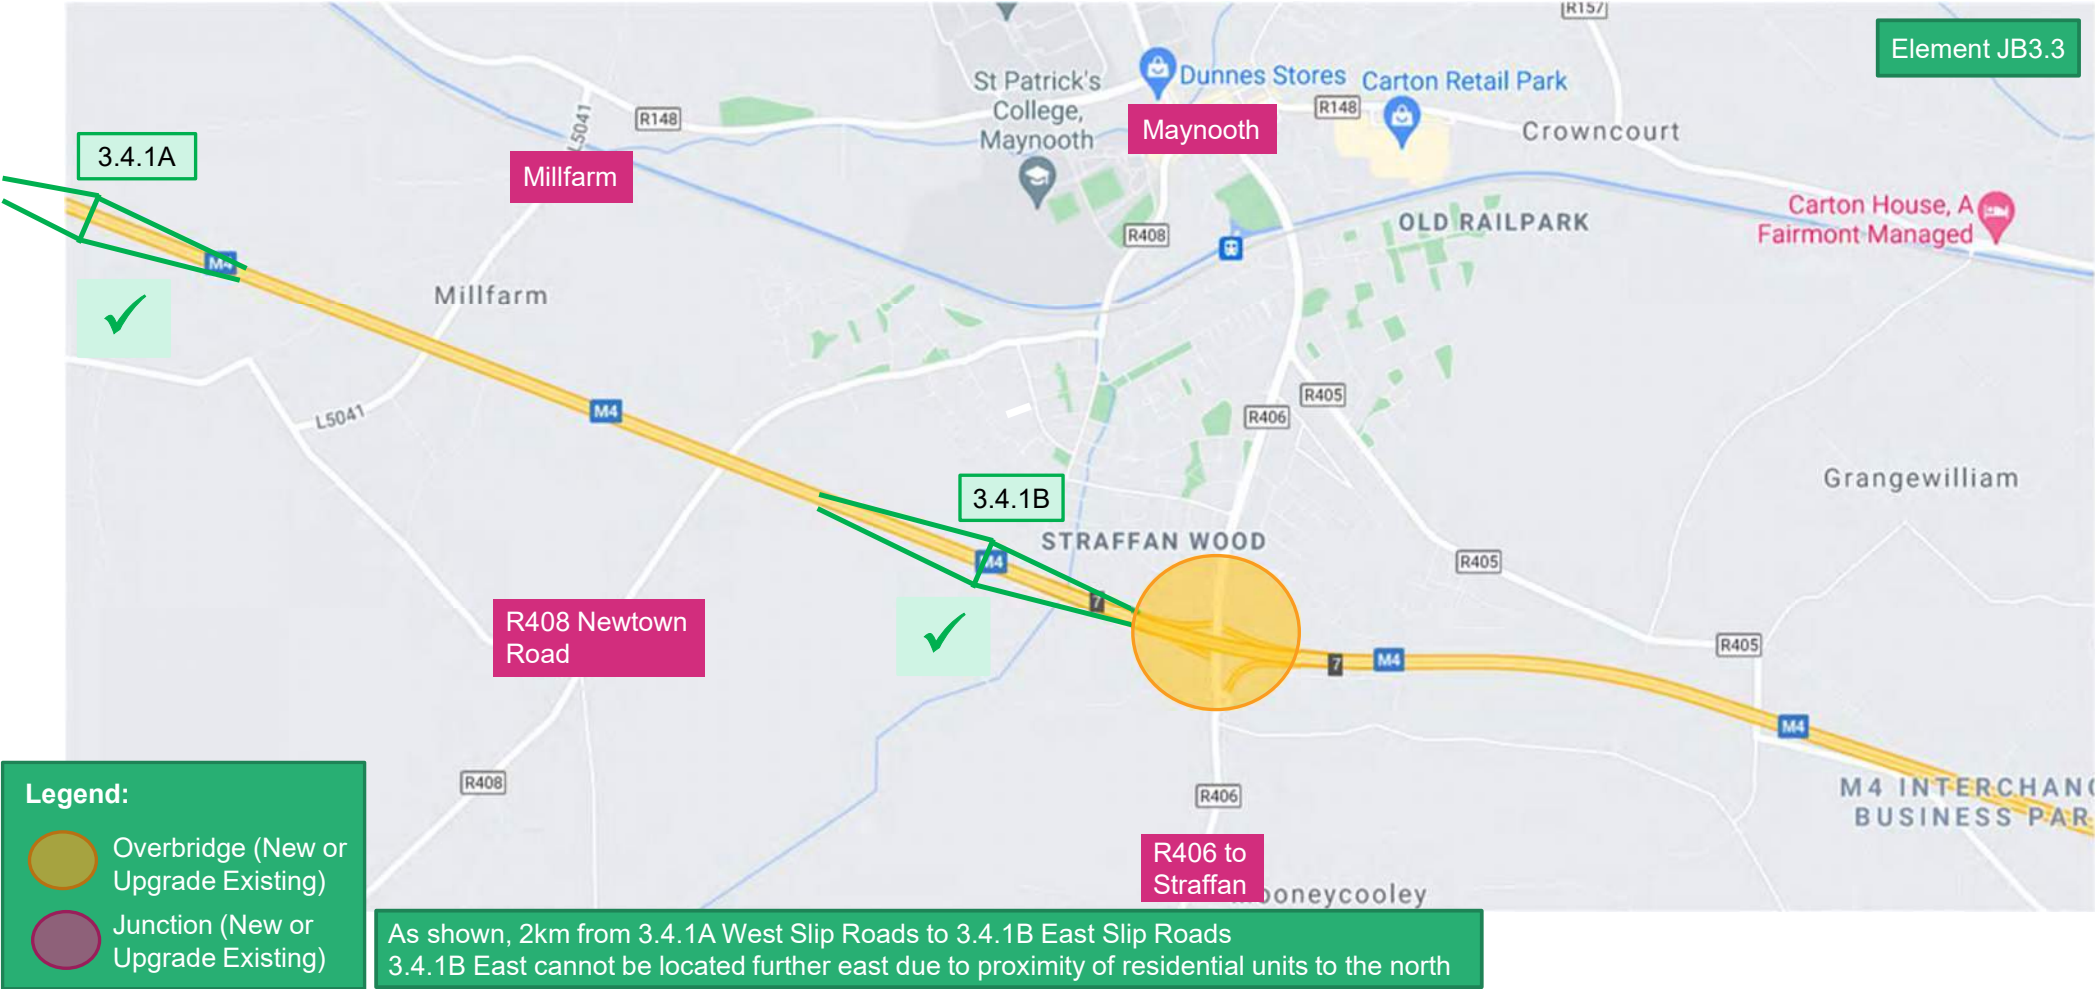 R157
Element JB3.3
St Patrick's
College,
Maynooth
Dunnes Stores
Carton Retail Park
R148
R148
L5041
Maynooth
Crowncourt
3.4.1A
Millfarm
Carton House, A
Fairmont Managed
OLD RAILPARK
R408
M4
Millfarm
L5041
M4
R405
R406
Grangewilliam
3.4.1B
STRAFFAN WOOD
M4
R405
7
R408 Newtown
Road
R405
7
M4
M4
R408
R406
M4 INTERCHANG
BUSINESS PAR
R406 to
Straffan
ooneycooley
Legend:
Overbridge (New or
Upgrade Existing)
Junction (New or
Upgrade Existing)
As shown, 2km from 3.4.1A West Slip Roads to 3.4.1B East Slip Roads
3.4.1B East cannot be located further east due to proximity of residential units to the north